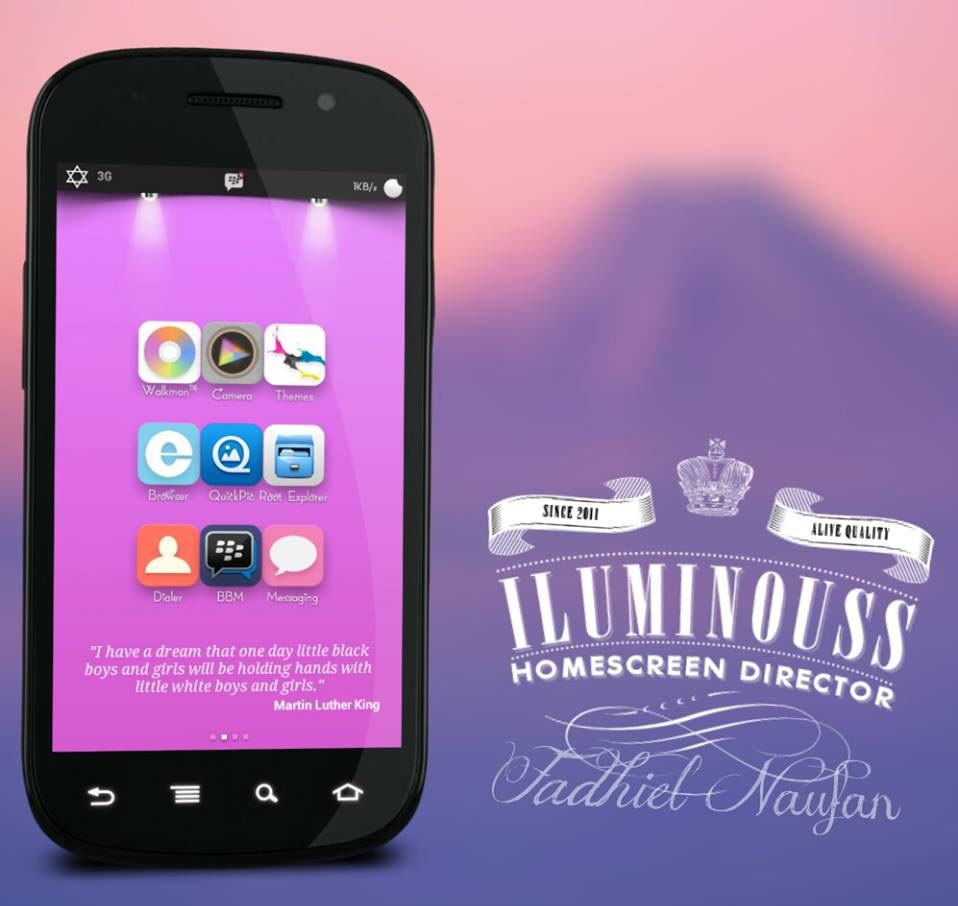 3G
1KB/s
Walkman™ Camera Themes
Browser QuickPic Root Explorer
Dialer BBM Messaging
"I have a dream that one day little black
boys and girls will be holding hands with
little white boys and girls."
Martin Luther King
SINCE 2011
ALIVE QUALITY
ILUMINOUSS
HOMESCREEN DIRECTOR
Fadhiel Naufan